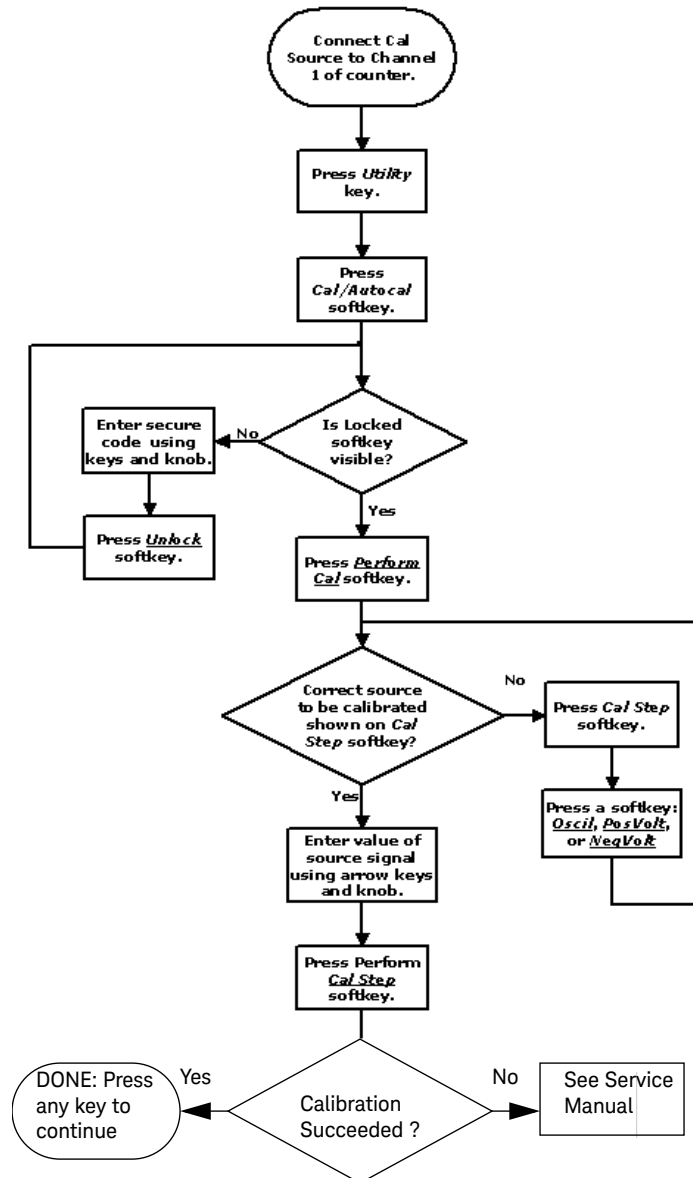 Connect Cal
Source to Channel
1 of counter.
Press Utility
key.
Press
Cal/Autocal
softkey.
Is Locked
softkey
visible?
No
Enter secure
code using
keys and knob.
Press Unlock
softkey.
Yes
Press Perform
Cal softkey.
Correct source
to be calibrated
shown on Cal
Step softkey?
No
Press Cal Step
softkey.
Press a softkey:
Oscil, PosVolt,
or NegVolt
Yes
Enter value of
source signal
using arrow keys
and knob.
Press Perform
Cal Step
softkey.
Calibration
Succeeded ?
Yes
DONE: Press
any key to
continue
No
See Service
Manual